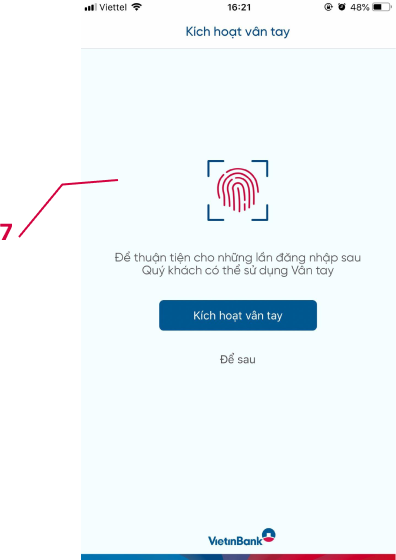 Viettel
16:21
48%
Kích hoạt vân tay
7
Để thuận tiện cho những lần đăng nhập sau
Quý khách có thể sử dụng Vân tay
Kích hoạt vân tay
Để sau
VietinBank